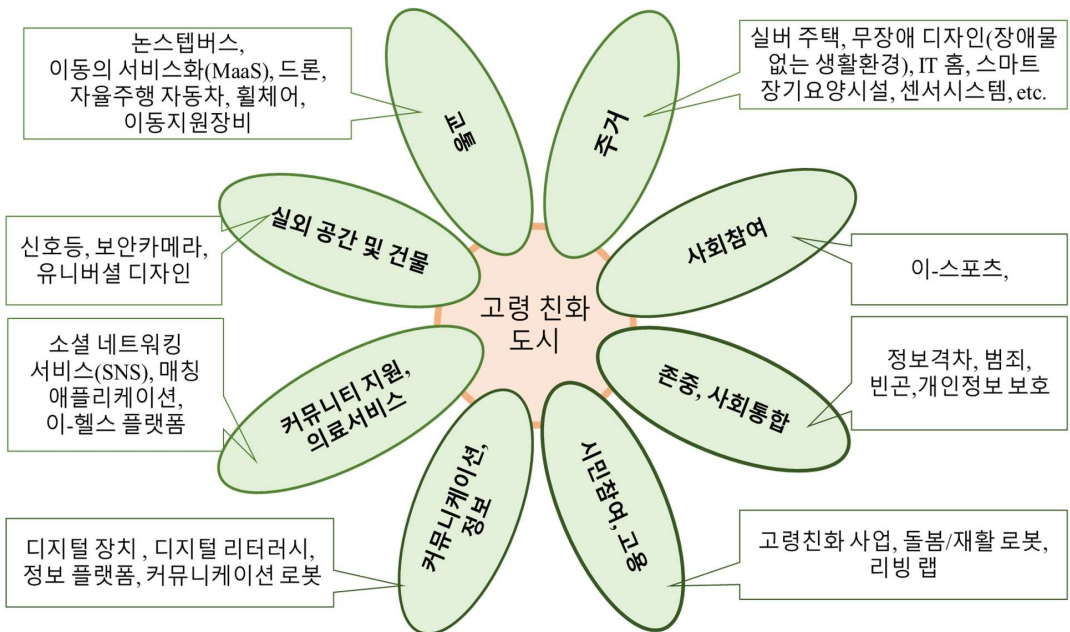 논스텝버스,
이동의 서비스화(MaaS), 드론,
자율주행 자동차, 휠체어,
이동지원장비
교통
주거
실버 주택, 무장애 디자인(장애물
없는 생활환경), IT 홈, 스마트
장기요양시설, 센서시스템, etc.
신호등, 보안카메라,
유니버셜 디자인
실외 공간 및 건물
사회참여
이-스포츠,
고령 친화
도시
소셜 네트워킹
서비스(SNS), 매칭
애플리케이션,
이-헬스 플랫폼
커뮤니티 지원,
의료서비스
존중, 사회통합
정보격차, 범죄,
빈곤,개인정보 보호
디지털 장치 , 디지털 리터러시,
정보 플랫폼, 커뮤니케이션 로봇
커뮤니케이션,
정보
시민참여, 고용
고령친화 사업, 돌봄/재활 로봇,
리빙 랩